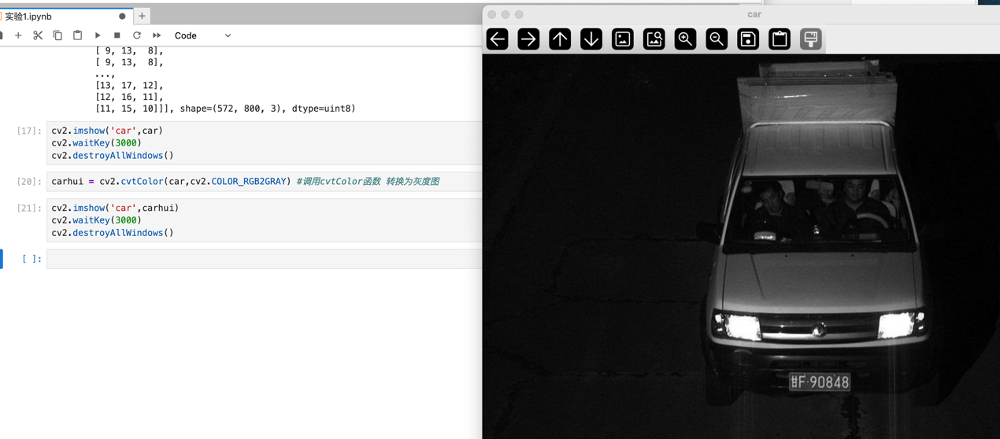 实验1.ipynb
Code
[ 9, 13,  8],
[ 9, 13,  8],
...,
[13, 17, 12],
[12, 16, 11],
[11, 15, 10]]], shape=(572, 800, 3), dtype=uint8)
[17]:
cv2.imshow('car',car)
cv2.waitKey(3000)
cv2.destroyAllWindows()
[20]:
carhui = cv2.cvtColor(car,cv2.COLOR_RGB2GRAY) #调用cvtColor函数 转换为灰度图
[21]:
cv2.imshow('car',carhui)
cv2.waitKey(3000)
cv2.destroyAllWindows()
[ ]:
car
甘F·90848